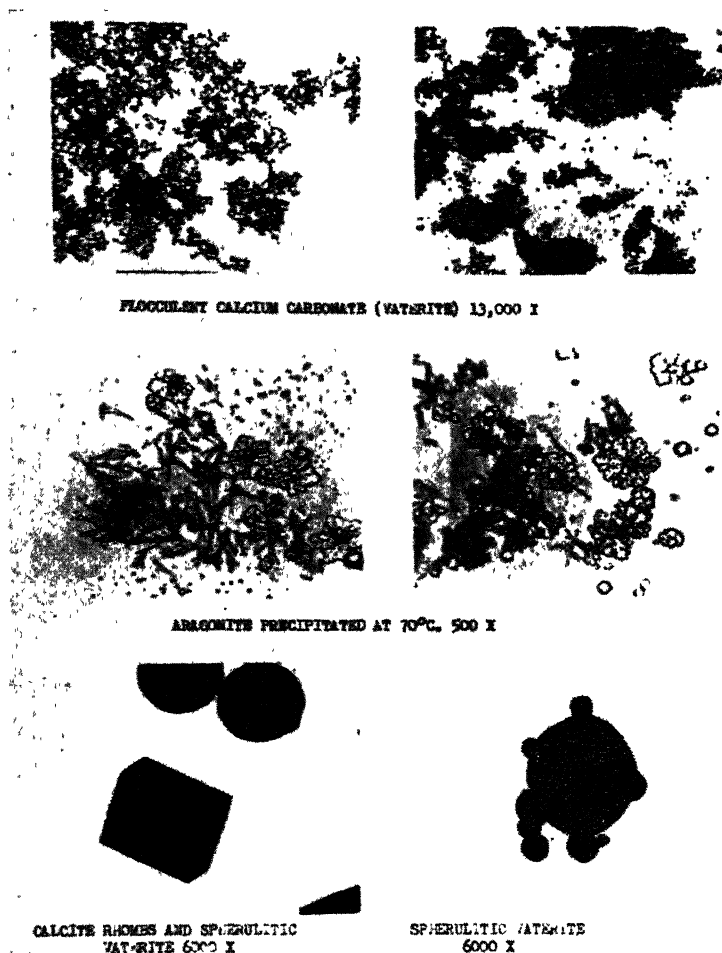 FLOCCULENT CALCIUM CARBONATE (VATERITE) 13,000 X
ARAGONITE PRECIPITATED AT 70°C. 500 X
CALCITE RHOMBS AND SPHERULITIC
VATERITE 6000 X
SPHERULITIC VATERITE
6000 X